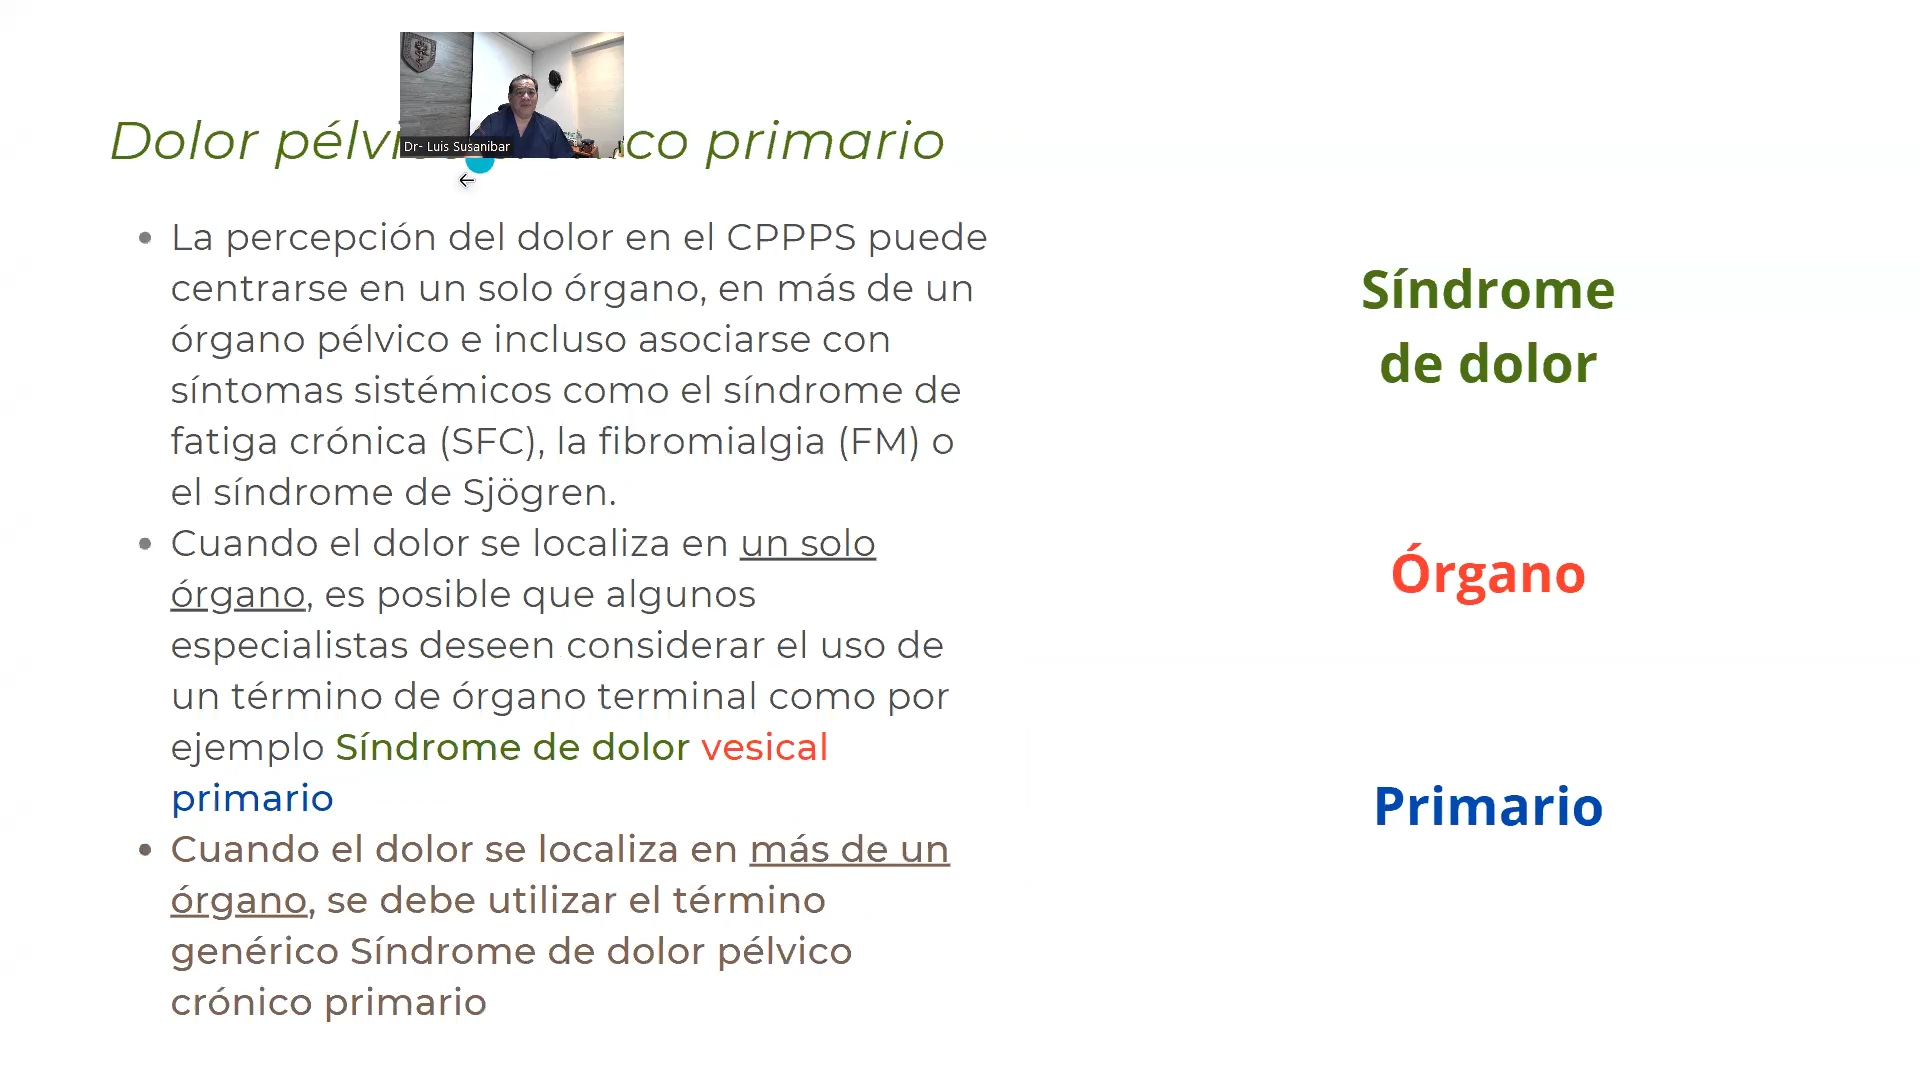 Dolor pélvi co primario
Dr- Luis Susanibar
La percepción del dolor en el CPPPS puede
centrarse en un solo órgano, en más de un
órgano pélvico e incluso asociarse con
síntomas sistémicos como el síndrome de
fatiga crónica (SFC), la fibromialgia (FM) o
el síndrome de Sjögren.
Cuando el dolor se localiza en un solo
órgano, es posible que algunos
especialistas deseen considerar el uso de
un término de órgano terminal como por
ejemplo Síndrome de dolor vesical
primario
Cuando el dolor se localiza en más de un
órgano, se debe utilizar el término
genérico Síndrome de dolor pélvico
crónico primario
Síndrome
de dolor
Órgano
Primario